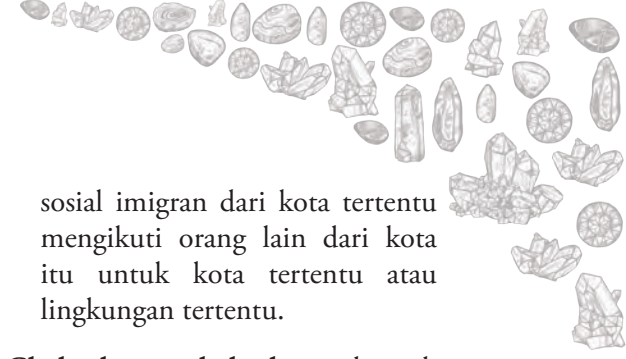 sosial imigran dari kota tertentu
mengikuti orang lain dari kota
itu untuk kota tertentu atau
lingkungan tertentu.